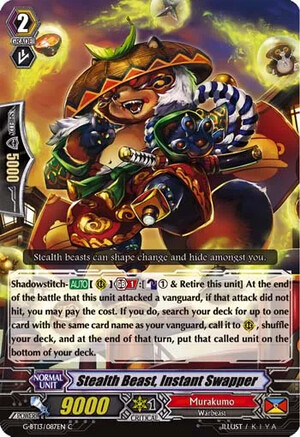 2
GRADE
5000
SHIELD
Stealth beasts can shape change and hide amongst you.
Shadowstitch-AUTO (RC) GB 1 :[ 1 & Retire this unit] At the end
of the battle that this unit attacked a vanguard, if that attack did
not hit, you may pay the cost. If you do, search your deck for up to one
card with the same card name as your vanguard, call it to , shuffle
your deck, and at the end of that turn, put that called unit on the
bottom of your deck.
NORMAL UNIT
Stealth Beast, Instant Swapper
POWER
9000
1
CRITICAL
Murakumo
Warbeast
G-BT13/087EN C
ILLUST / K I Y A